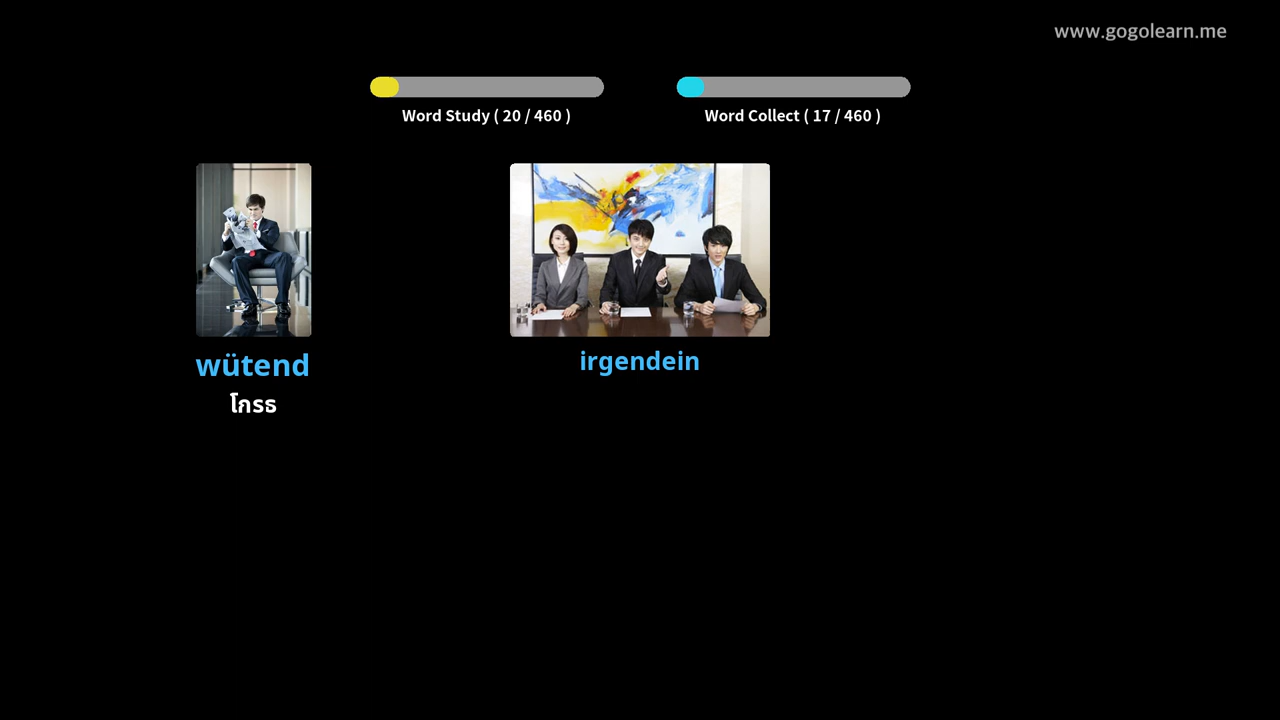 www.gogolearn.me
Word Study ( 20 / 460 )
Word Collect ( 17 / 460 )
wütend
irgendein
โกรธ